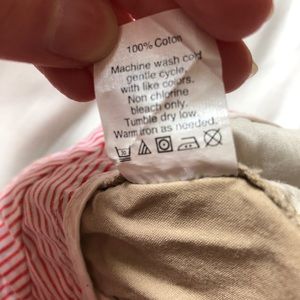 100% Coton
Machine wash cold
gentle cycle,
with like colors.
Non chlorine
bleach only.
Tumble dry low.
Warm iron as needed